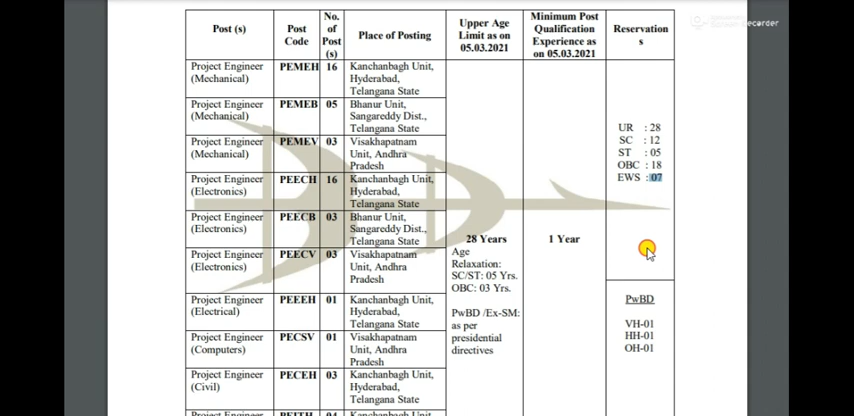 Post (s) Post Code No. of Post (s) Place of Posting Upper Age Limit as on 05.03.2021 Minimum Post Qualification Experience as on 05.03.2021 Reservations
Project Engineer (Mechanical) PEMEH 16 Kanchanbagh Unit, Hyderabad, Telangana State
Project Engineer (Mechanical) PEMEB 05 Bhanur Unit, Sangareddy Dist., Telangana State
Project Engineer (Mechanical) PEMEV 03 Visakhapatnam Unit, Andhra Pradesh
Project Engineer (Electronics) PEECH 16 Kanchanbagh Unit, Hyderabad, Telangana State
Project Engineer (Electronics) PEECB 03 Bhanur Unit, Sangareddy Dist., Telangana State
Project Engineer (Electronics) PEECV 03 Visakhapatnam Unit, Andhra Pradesh
Project Engineer (Electrical) PEEEH 01 Kanchanbagh Unit, Hyderabad, Telangana State
Project Engineer (Computers) PECSV 01 Visakhapatnam Unit, Andhra Pradesh
Project Engineer (Civil) PECEH 03 Kanchanbagh Unit, Hyderabad, Telangana State
Project Engineer Kanchanbagh Unit,
28 Years
Age
Relaxation:
SC/ST: 05 Yrs.
OBC: 03 Yrs.
PwBD /Ex-SM:
as per
presidential
directives
1 Year
UR : 28
SC : 12
ST : 05
OBC : 18
EWS : 07
PwBD
VH-01
HH-01
OH-01